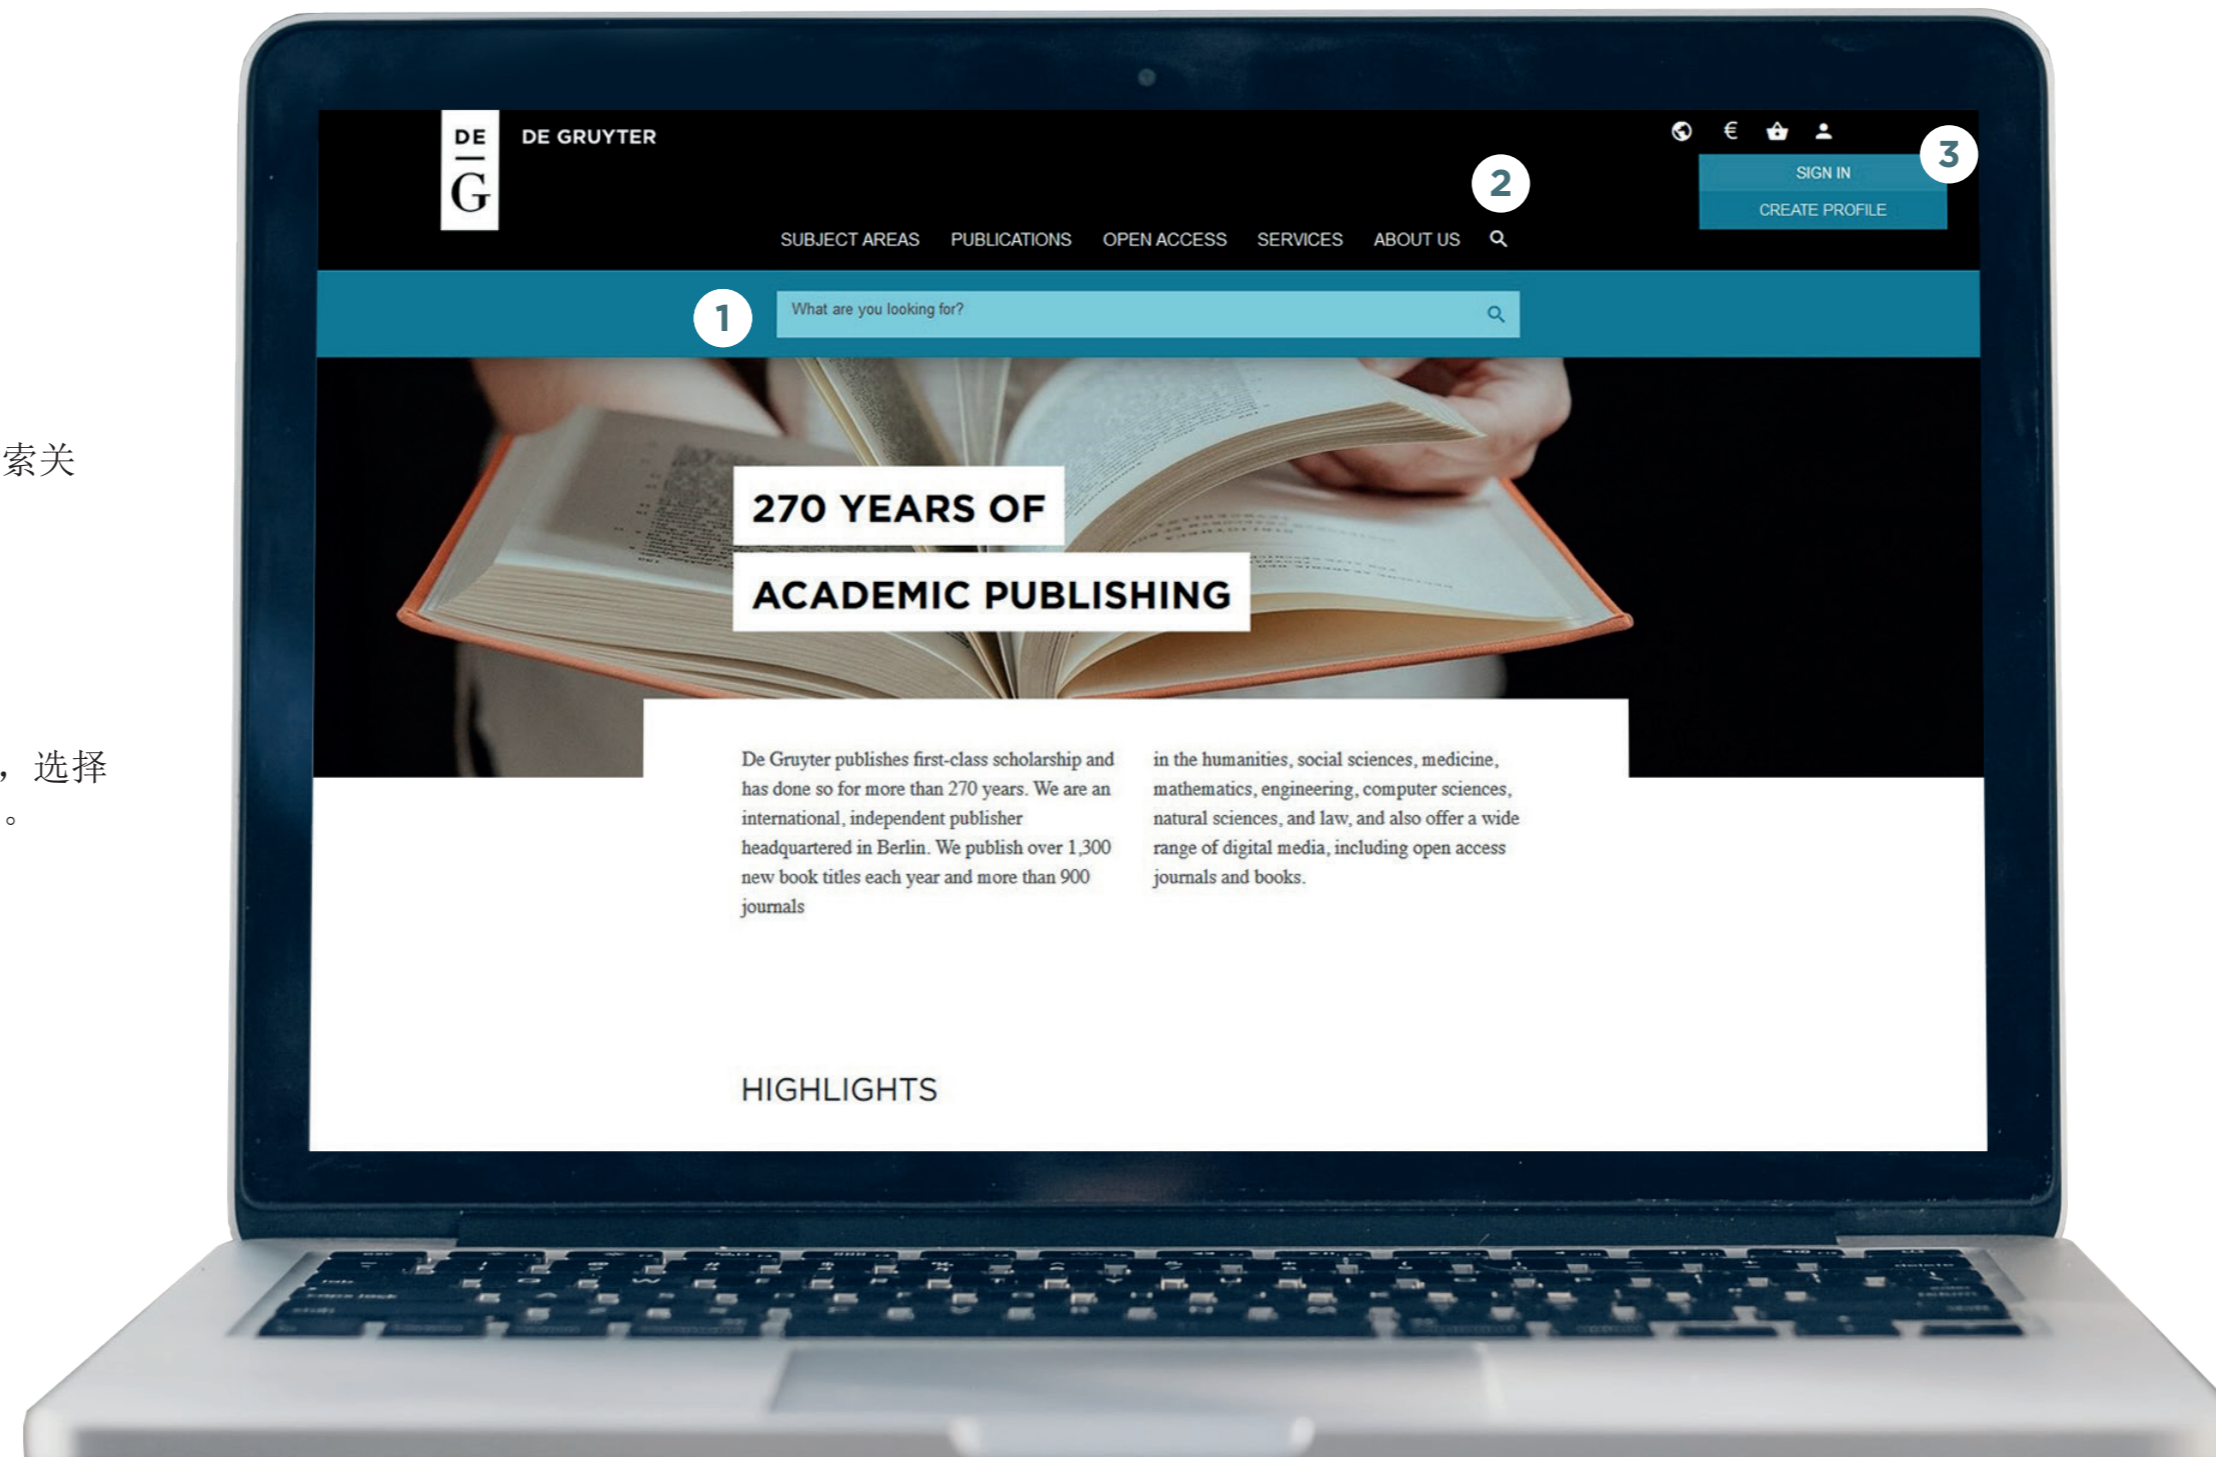 DE
G
DE GRUYTER
€
3
SIGN IN
CREATE PROFILE
2
SUBJECT AREAS PUBLICATIONS OPEN ACCESS SERVICES ABOUT US
1
What are you looking for?
索关
270 YEARS OF
ACADEMIC PUBLISHING
，选择
。
De Gruyter publishes first-class scholarship and
has done so for more than 270 years. We are an
international, independent publisher
headquartered in Berlin. We publish over 1,300
new book titles each year and more than 900
journals
in the humanities, social sciences, medicine,
mathematics, engineering, computer sciences,
natural sciences, and law, and also offer a wide
range of digital media, including open access
journals and books.
HIGHLIGHTS